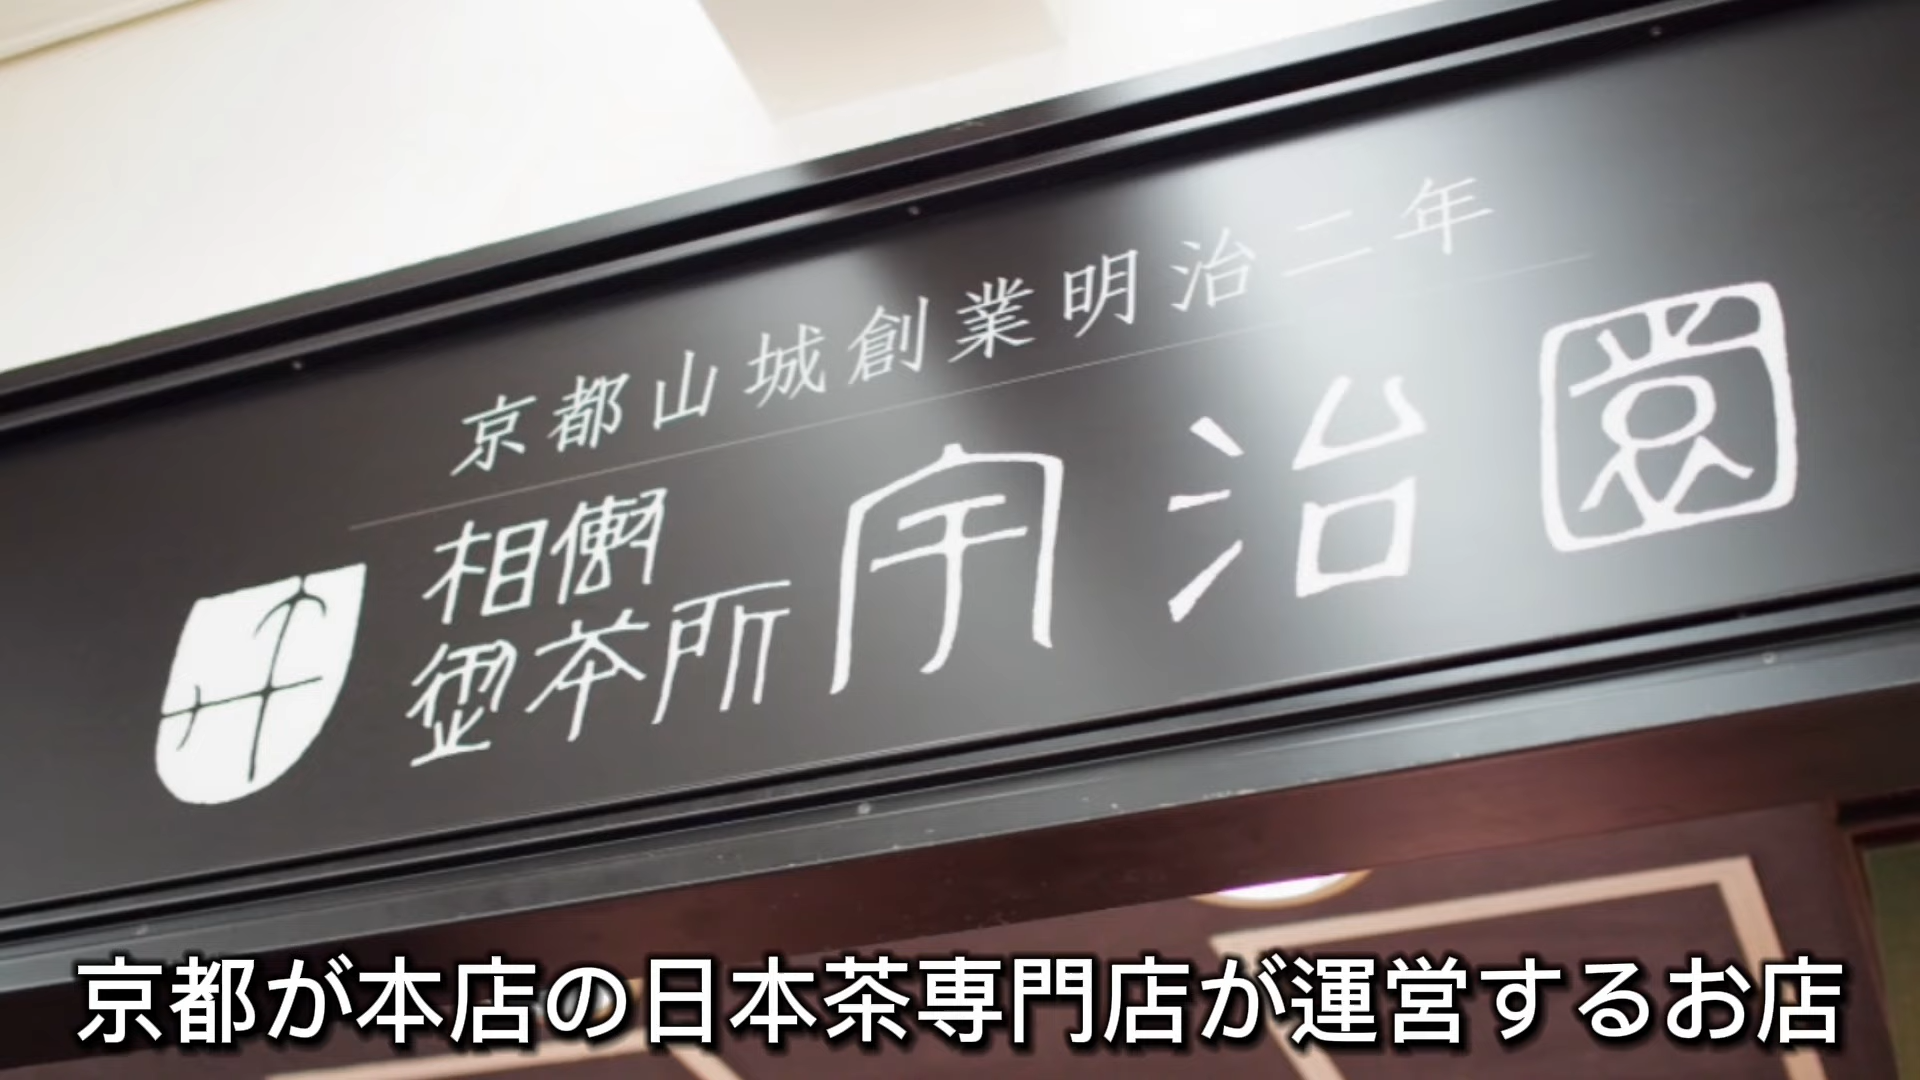 京都山城創業明治二年
相傳
茶所
宇治園
京都が本店の日本茶専門店が運営するお店